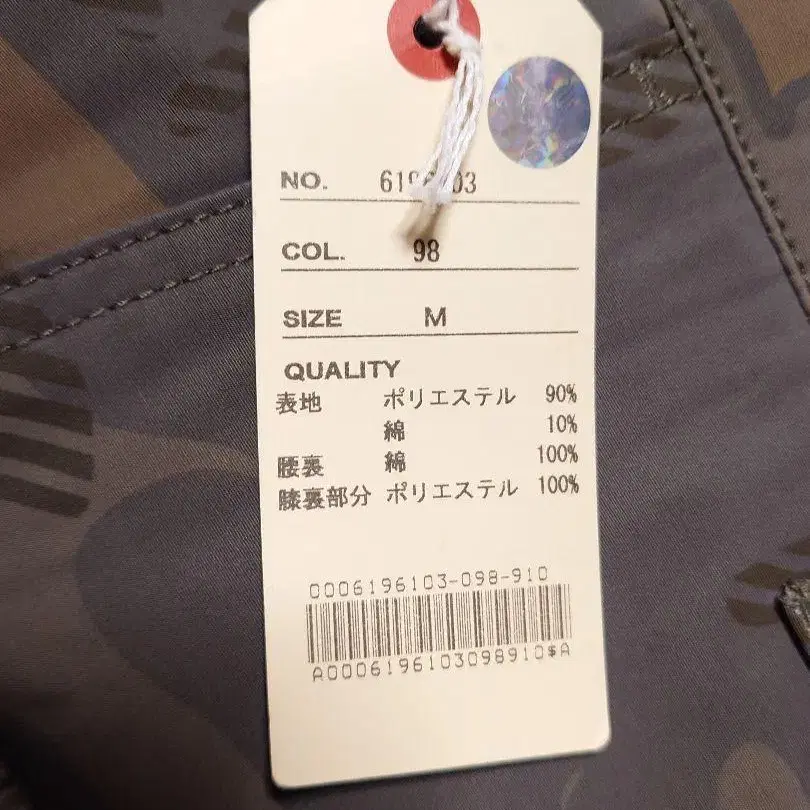 NO. 6196103
COL. 98
SIZE M
QUALITY
表地 ポリエステル 90%
綿 10%
腰裏 綿 100%
膝裏部分 ポリエステル 100%
0006196103-098-910
A0006196103098910$A